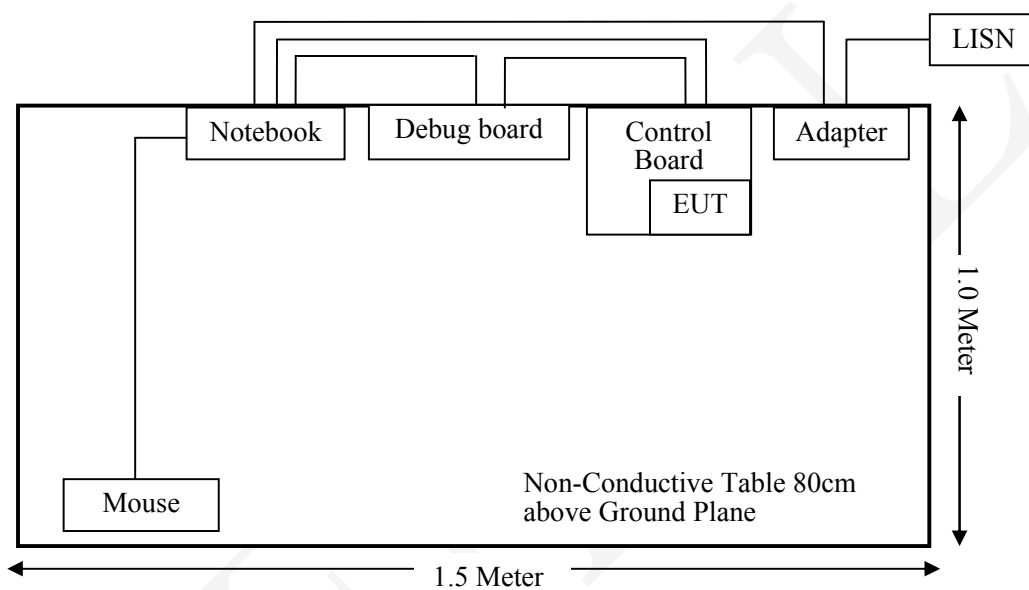 LISN
Notebook
Debug board
Control
Board
Adapter
EUT
1.0 Meter
Mouse
Non-Conductive Table 80cm
above Ground Plane
1.5 Meter